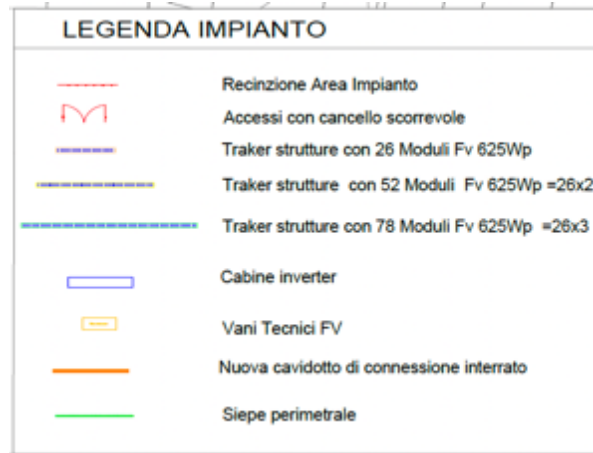 LEGENDA IMPIANTO
Recinzione Area Impianto
Accessi con cancello scorrevole
Traker strutture con 26 Moduli Fv 625Wp
Traker strutture con 52 Moduli Fv 625Wp =26x2
Traker strutture con 78 Moduli Fv 625Wp =26x3
Cabine inverter
Vani Tecnici FV
Nuova cavidotto di connessione interrato
Siepe perimetrale